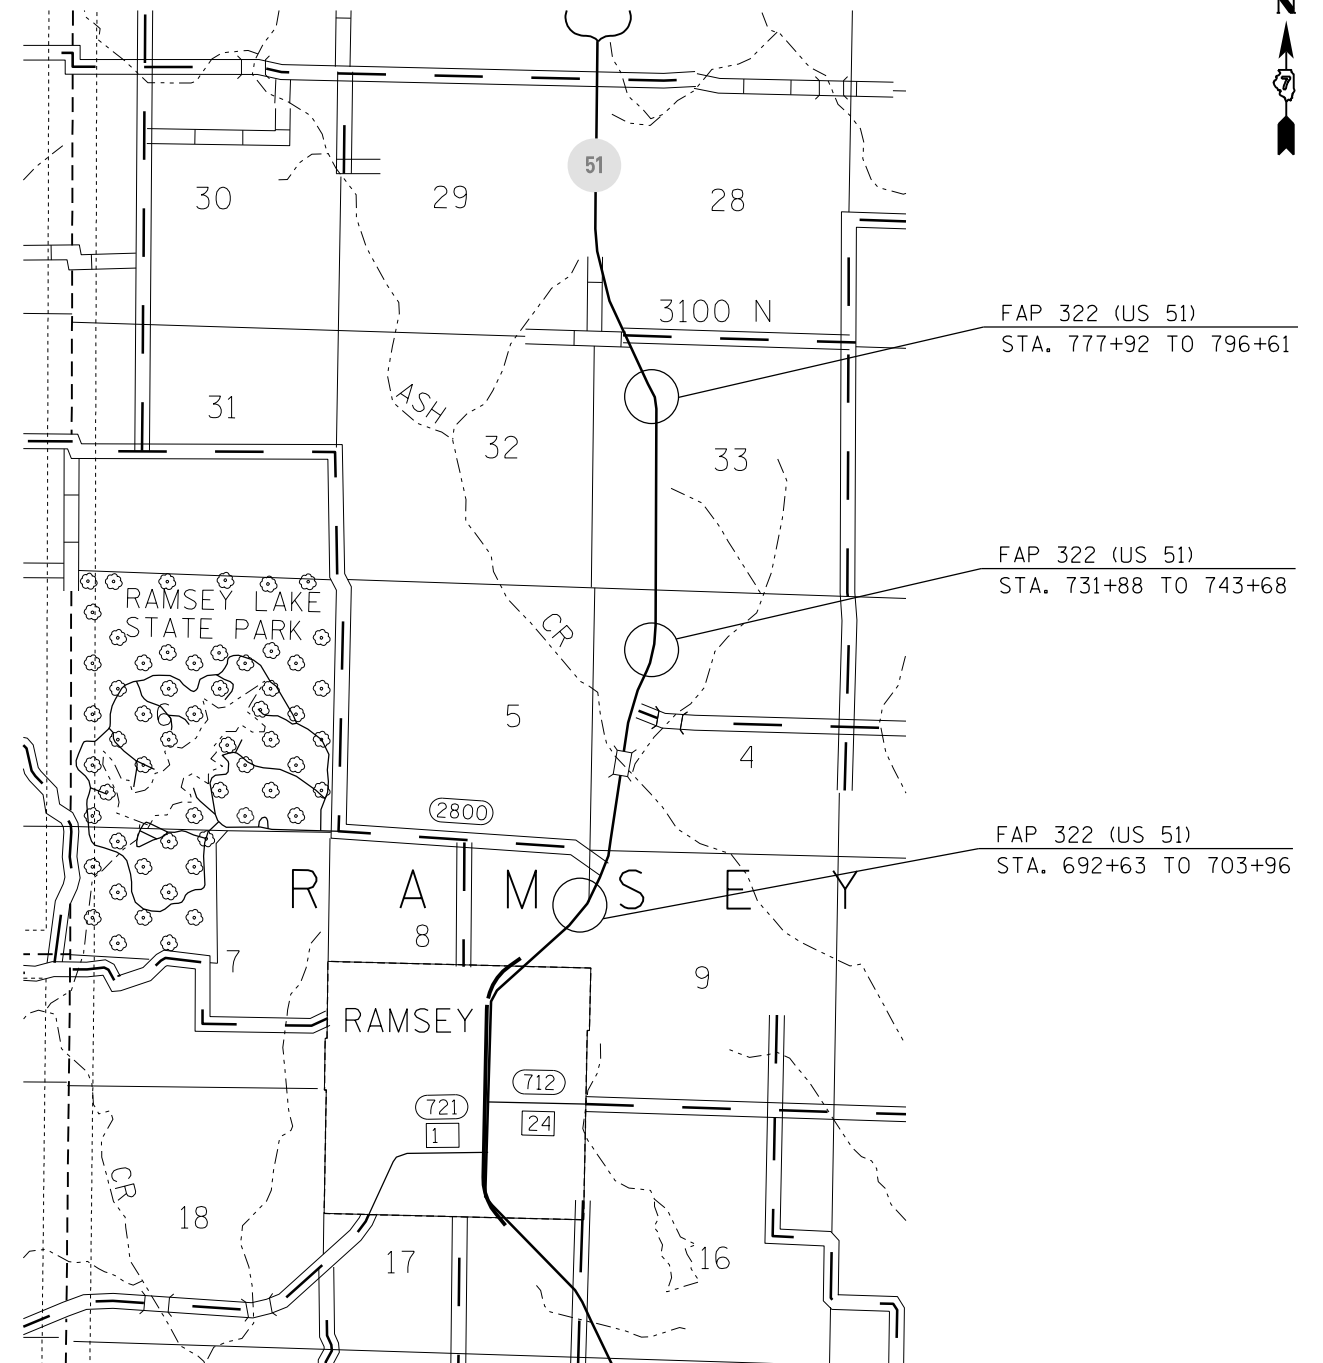 N
7
51
30
29
28
3100 N
FAP 322 (US 51)
STA. 777+92 TO 796+61
31
ASH
32
33
FAP 322 (US 51)
STA. 731+88 TO 743+68
RAMSEY LAKE
STATE PARK
CR
6
5
4
2800
FAP 322 (US 51)
STA. 692+63 TO 703+96
R A M S E Y
8
7
9
RAMSEY
712
721
24
1
CR
18
17
16